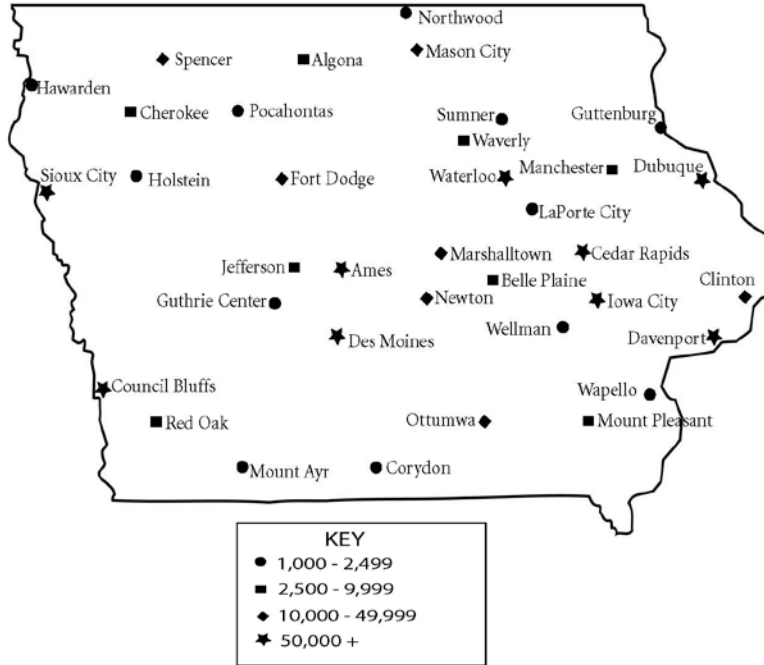 Northwood
Mason City
Spencer
Algona
Hawarden
Cherokee
Pocahontas
Sumner
Guttenburg
Waverly
Sioux City
Holstein
Fort Dodge
Waterloo
Manchester
Dubuque
LaPorte City
Marshalltown
Cedar Rapids
Jefferson
Ames
Belle Plaine
Clinton
Guthrie Center
Newton
Iowa City
Wellman
Des Moines
Davenport
Council Bluffs
Wapello
Red Oak
Ottumwa
Mount Pleasant
Mount Ayr
Corydon
KEY
1,000 - 2,499
2,500 - 9,999
10,000 - 49,999
50,000 +